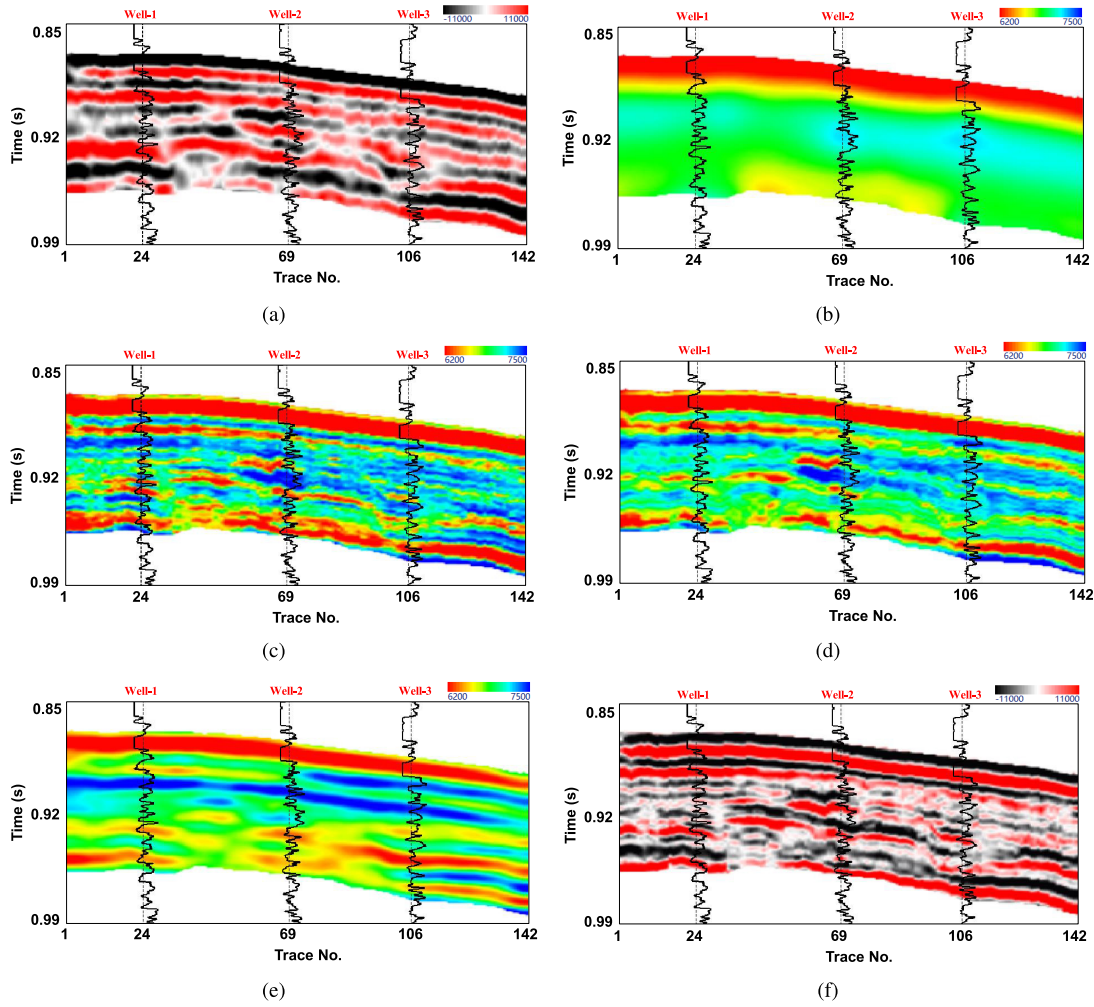 Well-1 Well-2 Well-3 -11000 11000
0.85
Time (s)
0.92
0.99
1 24 69 106 142
Trace No.
(a)
Well-1 Well-2 Well-3 6200 7500
0.85
Time (s)
0.92
0.99
1 24 69 106 142
Trace No.
(b)
Well-1 Well-2 Well-3 6200 7500
0.85
Time (s)
0.92
0.99
1 24 69 106 142
Trace No.
(c)
Well-1 Well-2 Well-3 6200 7500
0.85
Time (s)
0.92
0.99
1 24 69 106 142
Trace No.
(d)
Well-1 Well-2 Well-3 6200 7500
0.85
Time (s)
0.92
0.99
1 24 69 106 142
Trace No.
(e)
Well-1 Well-2 Well-3 -11000 11000
0.85
Time (s)
0.92
0.99
1 24 69 106 142
Trace No.
(f)